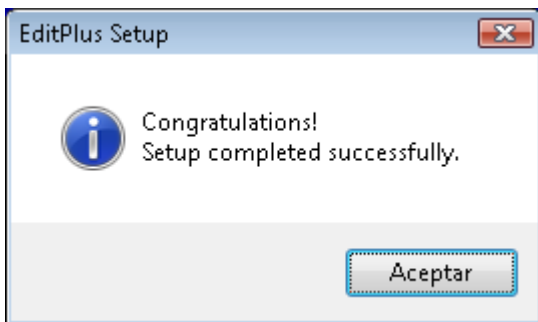 EditPlus Setup
Congratulations!
Setup completed successfully.
Aceptar